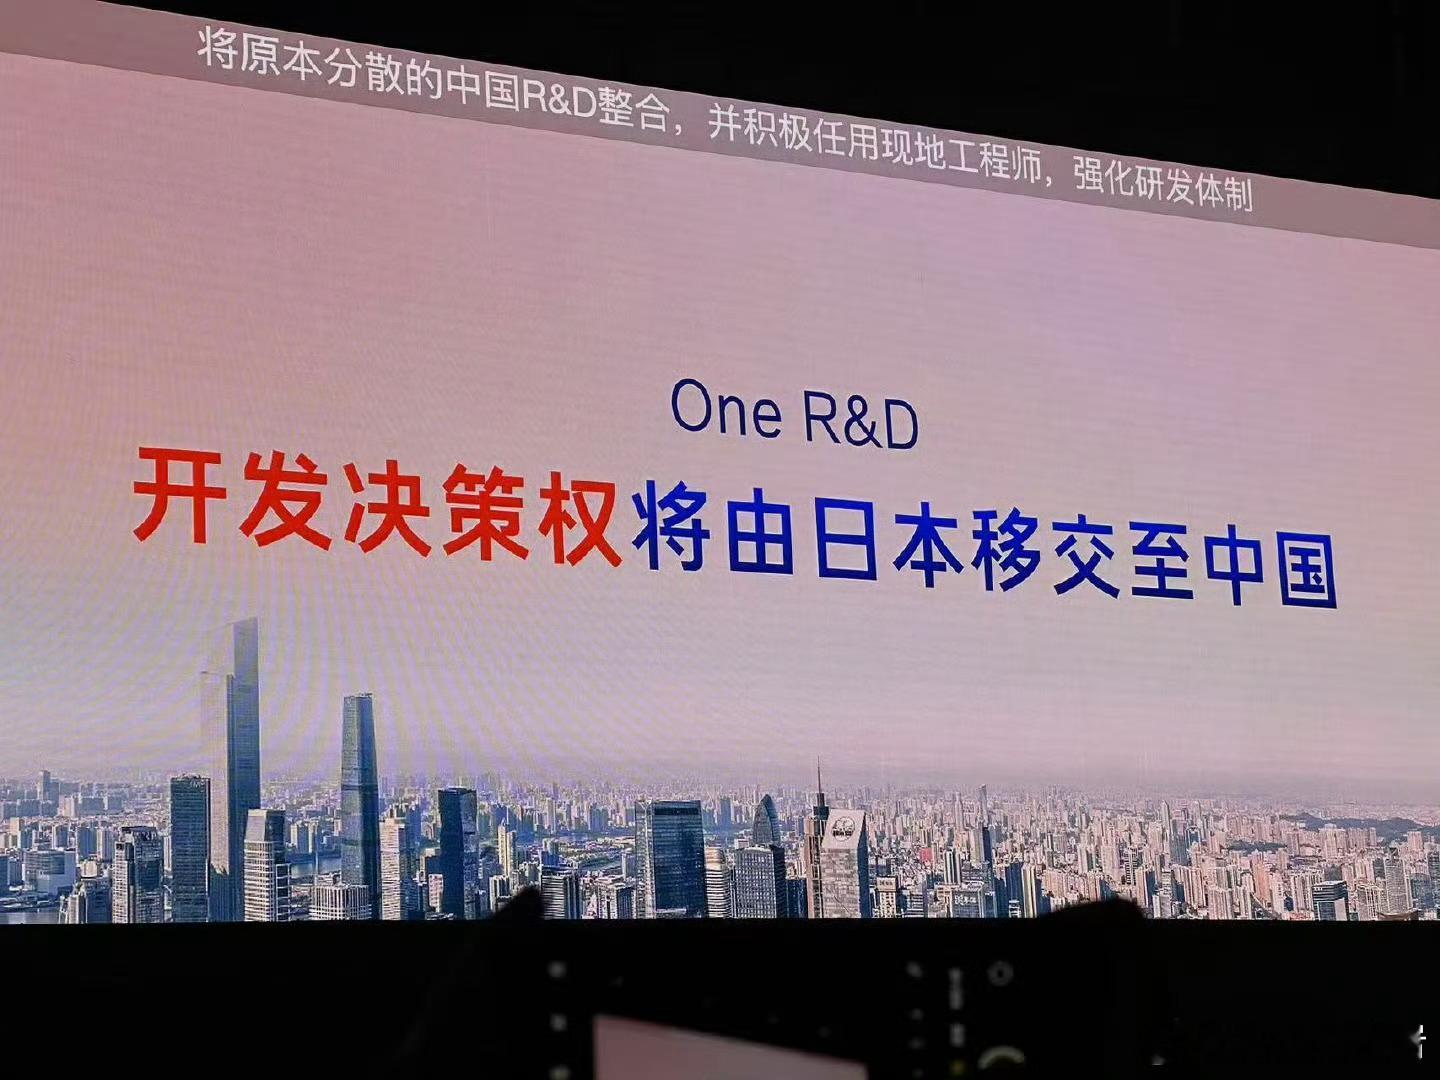 将原本分散的中国R&D整合，并积极任用现地工程师，强化研发体制
One R&D
开发决策权将由日本移交至中国